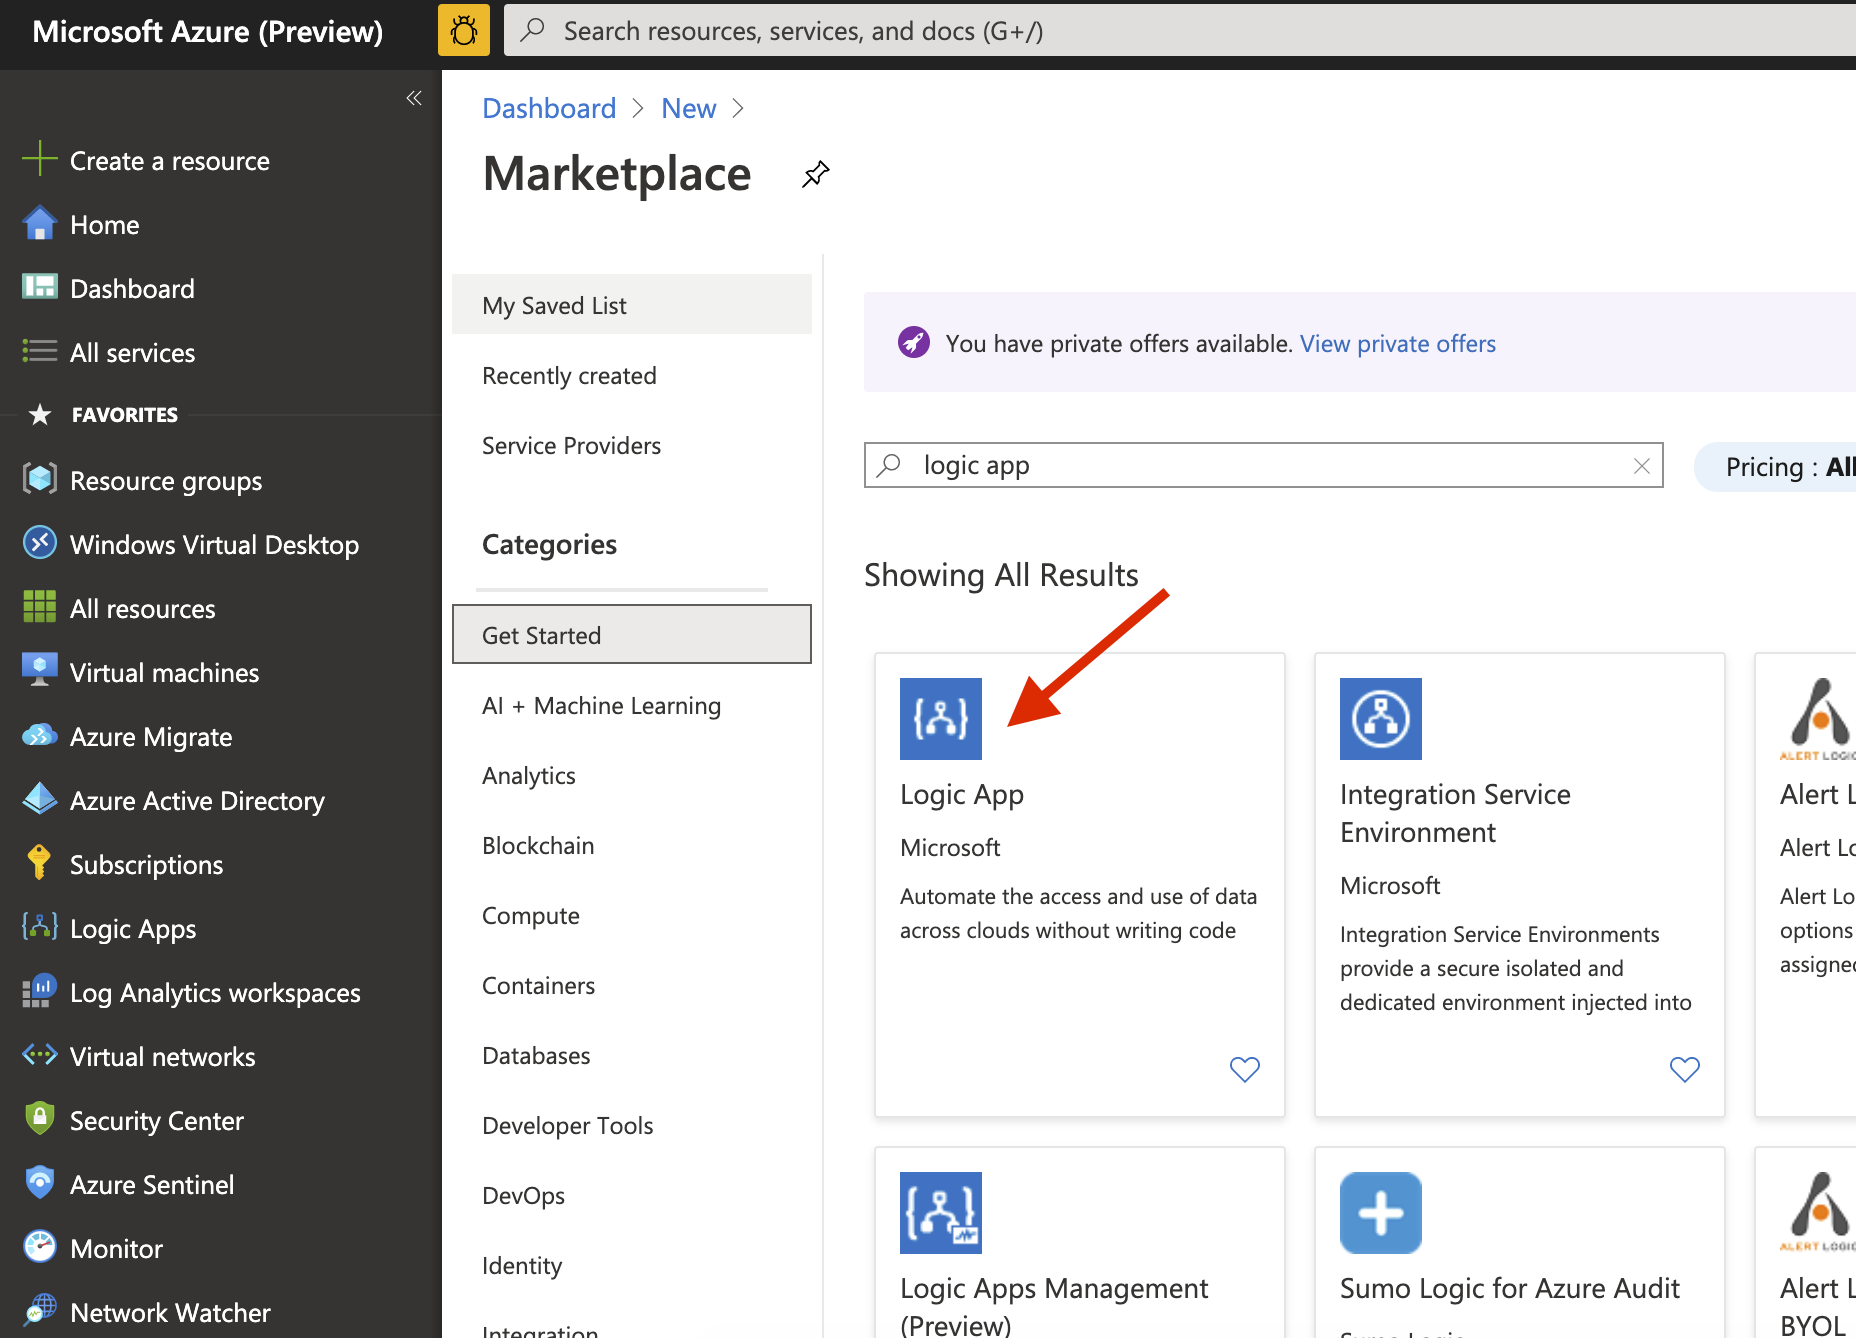 Microsoft Azure (Preview)
Search resources, services, and docs (G+/)
Create a resource
Home
Dashboard
All services
FAVORITES
Resource groups
Windows Virtual Desktop
All resources
Virtual machines
Azure Migrate
Azure Active Directory
Subscriptions
Logic Apps
Log Analytics workspaces
Virtual networks
Security Center
Azure Sentinel
Monitor
Network Watcher
Dashboard > New >
Marketplace
My Saved List
Recently created
Service Providers
Categories
Get Started
AI + Machine Learning
Analytics
Blockchain
Compute
Containers
Databases
Developer Tools
DevOps
Identity
Integration
You have private offers available. View private offers
logic app
Pricing : All
Showing All Results
Logic App
Microsoft
Automate the access and use of data
across clouds without writing code
Integration Service
Environment
Microsoft
Integration Service Environments
provide a secure isolated and
dedicated environment injected into
ALERT LOGIC
Alert L
Alert Lo
Alert Lo
options
assigned
Logic Apps Management
(Preview)
Sumo Logic for Azure Audit
ALERT LOGIC
Alert L
BYOL